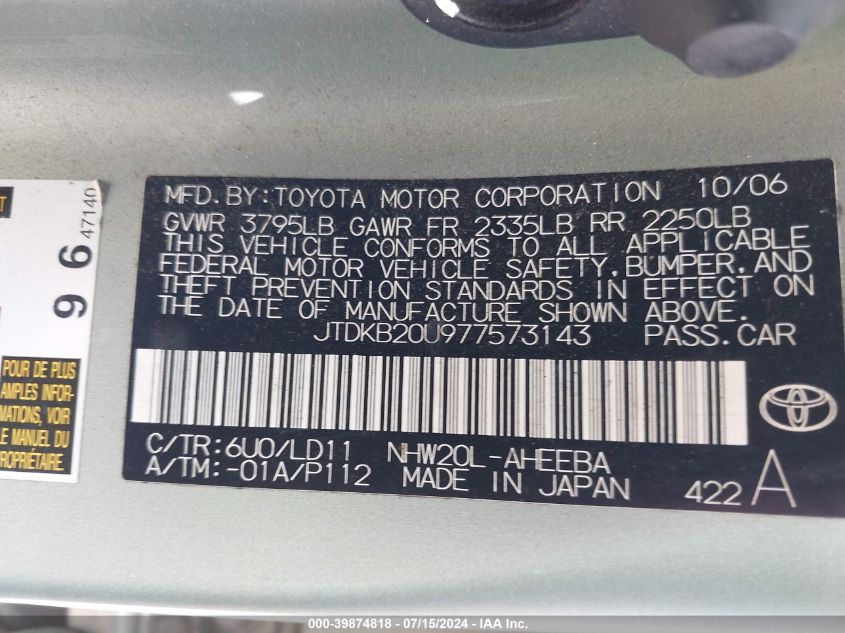 T
47140
96
POUR DE PLUS
AMPLES INFOR-
MATIONS, VOIR
LE MANUEL DU
PROPRIÉTAIRE.
MFD.BY:TOYOTA MOTOR CORPORATION 10/06
GVWR 3795LB GAWR FR 2335LB RR 2250LB
THIS VEHICLE CONFORMS TO ALL APPLICABLE
FEDERAL MOTOR VEHICLE SAFETY,BUMPER,AND
THEFT PREVENTION STANDARDS IN EFFECT ON
THE DATE OF MANUFACTURE SHOWN ABOVE.
JTDKB20U977573143 PASS.CAR
C/TR:6U0/LD11 NHW20L-AHEEBA
A/TM:-01A/P112 MADE IN JAPAN 422 A
000-39874818 - 07/15/2024 - IAA Inc.